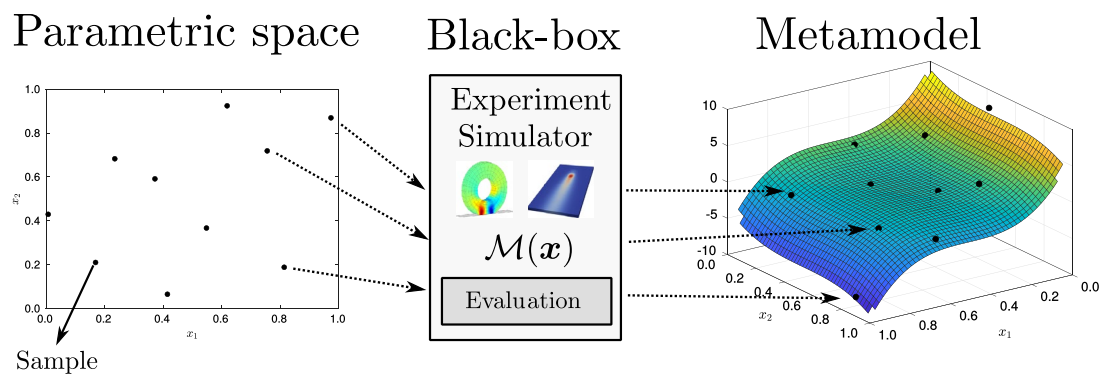 Parametric space
1.0
0.8
0.6
0.4
0.2
0.0
x₂
0.0 0.2 0.4 0.6 0.8 1.0
x₁
Sample
Black-box
Experiment
Simulator
ℳ(𝒙)
Evaluation
Metamodel
10
5
0
-5
-10
0.0
0.2
0.4
0.6
0.8
1.0
x₂
1.0
0.8
0.6
0.4
0.2
0.0
x₁